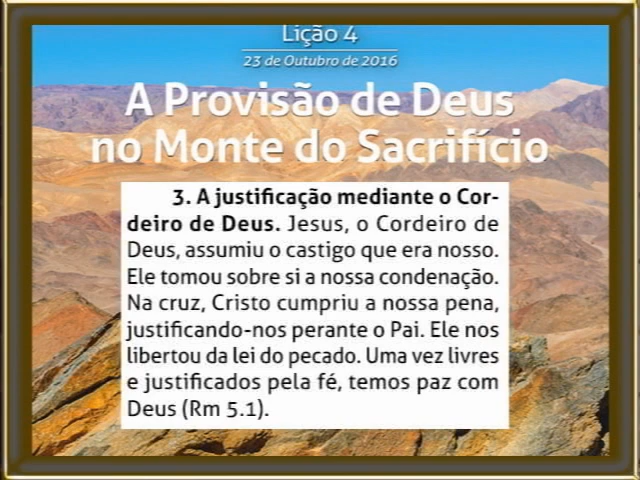 Lição 4
23 de Outubro de 2016
A Provisão de Deus
no Monte do Sacrifício
3. A justificação mediante o Cor-
deiro de Deus. Jesus, o Cordeiro de
Deus, assumiu o castigo que era nosso.
Ele tomou sobre si a nossa condenação.
Na cruz, Cristo cumpriu a nossa pena,
justificando-nos perante o Pai. Ele nos
libertou da lei do pecado. Uma vez livres
e justificados pela fé, temos paz com
Deus (Rm 5.1).